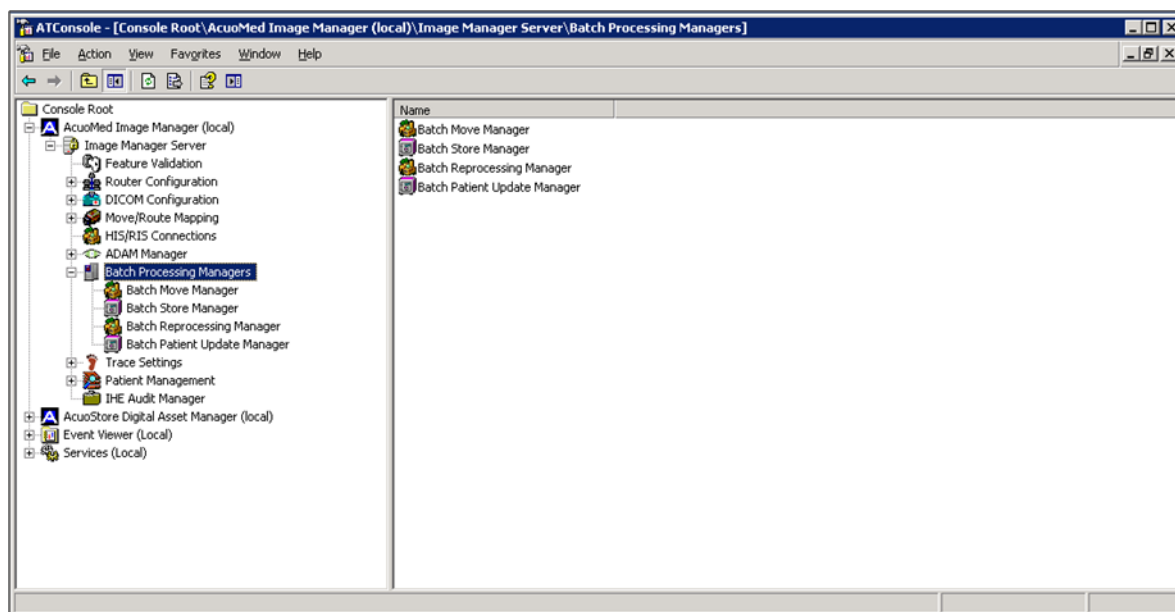 ATConsole - [Console Root\AcuoMed Image Manager (local)\Image Manager Server\Batch Processing Managers]
File Action View Favorites Window Help
Console Root
AcuoMed Image Manager (local)
Image Manager Server
Feature Validation
Router Configuration
DICOM Configuration
Move/Route Mapping
HIS/RIS Connections
ADAM Manager
Batch Processing Managers
Batch Move Manager
Batch Store Manager
Batch Reprocessing Manager
Batch Patient Update Manager
Trace Settings
Patient Management
IHE Audit Manager
AcuoStore Digital Asset Manager (local)
Event Viewer (Local)
Services (Local)
Name
Batch Move Manager
Batch Store Manager
Batch Reprocessing Manager
Batch Patient Update Manager